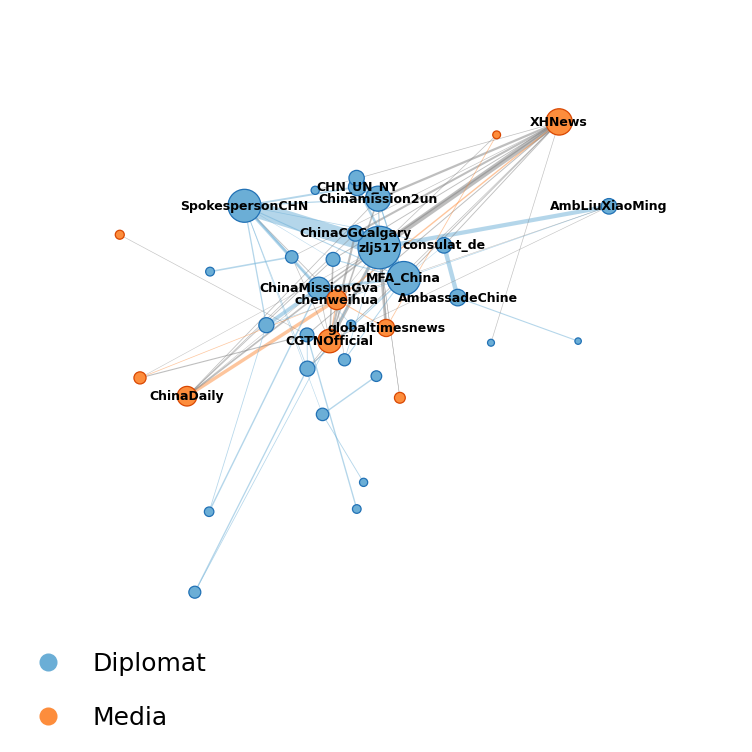 XHNews
CHN_UN_NY
Chinamission2un
SpokespersonCHN
AmbLiuXiaoMing
ChinaCGCalgary
zlj517
consulat_de
MFA_China
ChinaMissionGva
chenweihua
AmbassadeChine
globaltimesnews
CGTNOfficial
ChinaDaily
Diplomat
Media